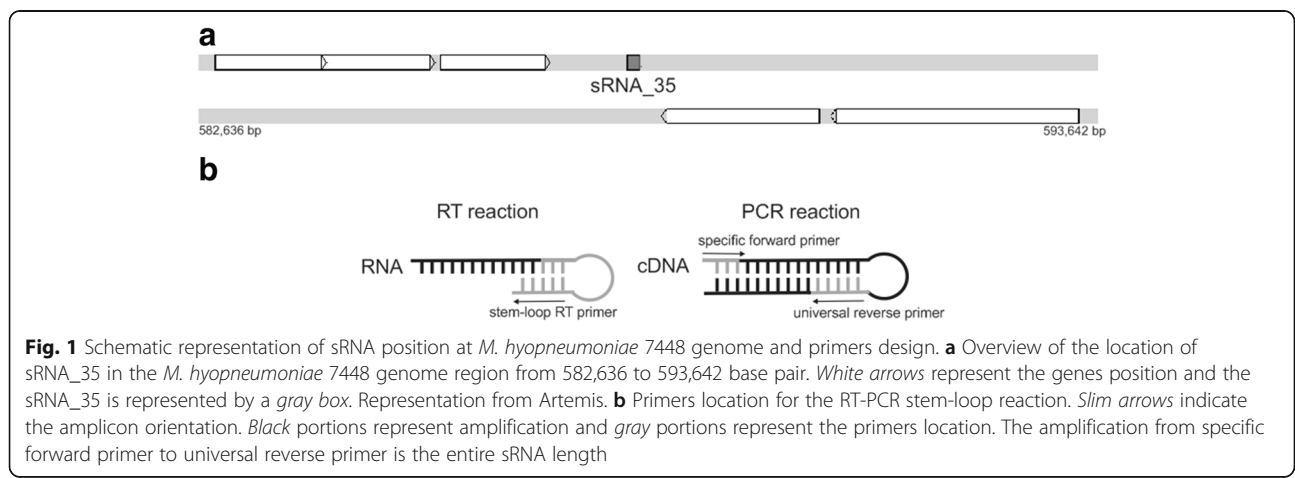 a
sRNA_35
582,636 bp
593,642 bp
b
RT reaction
PCR reaction
specific forward primer
RNA
cDNA
stem-loop RT primer
universal reverse primer
Fig. 1 Schematic representation of sRNA position at M. hyopneumoniae 7448 genome and primers design. a Overview of the location of
sRNA_35 in the M. hyopneumoniae 7448 genome region from 582,636 to 593,642 base pair. White arrows represent the genes position and the
sRNA_35 is represented by a gray box. Representation from Artemis. b Primers location for the RT-PCR stem-loop reaction. Slim arrows indicate
the amplicon orientation. Black portions represent amplification and gray portions represent the primers location. The amplification from specific
forward primer to universal reverse primer is the entire sRNA length